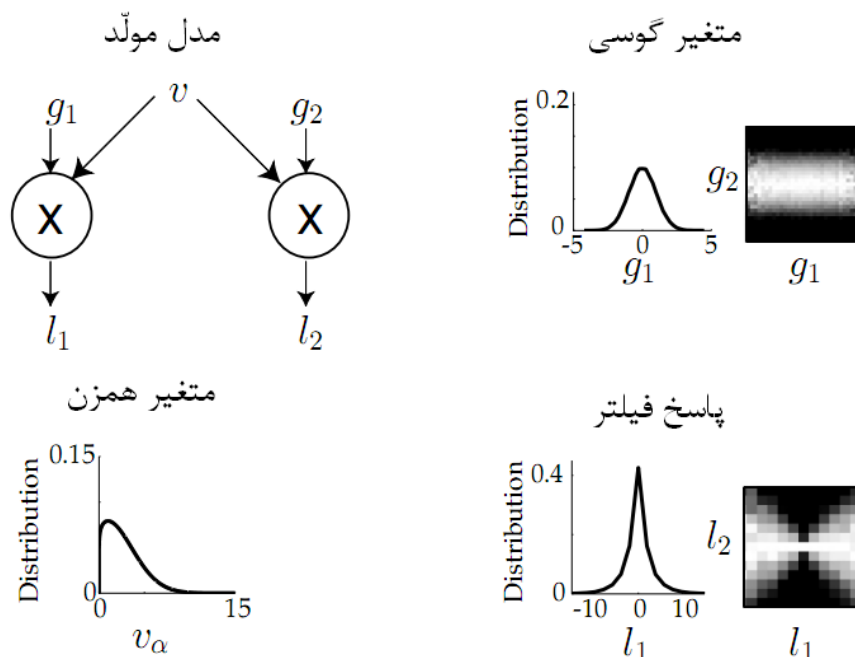 مدل مولّد
g₁ v g₂
X X
l₁ l₂
متغیر گوسی
0.2
Distribution
0
-5 0 5
g₁
g₂
g₁
متغیر همزن
0.15
Distribution
0
0 15
v_α
پاسخ فیلتر
0.4
Distribution
0
-10 0 10
l₁
l₂
l₁